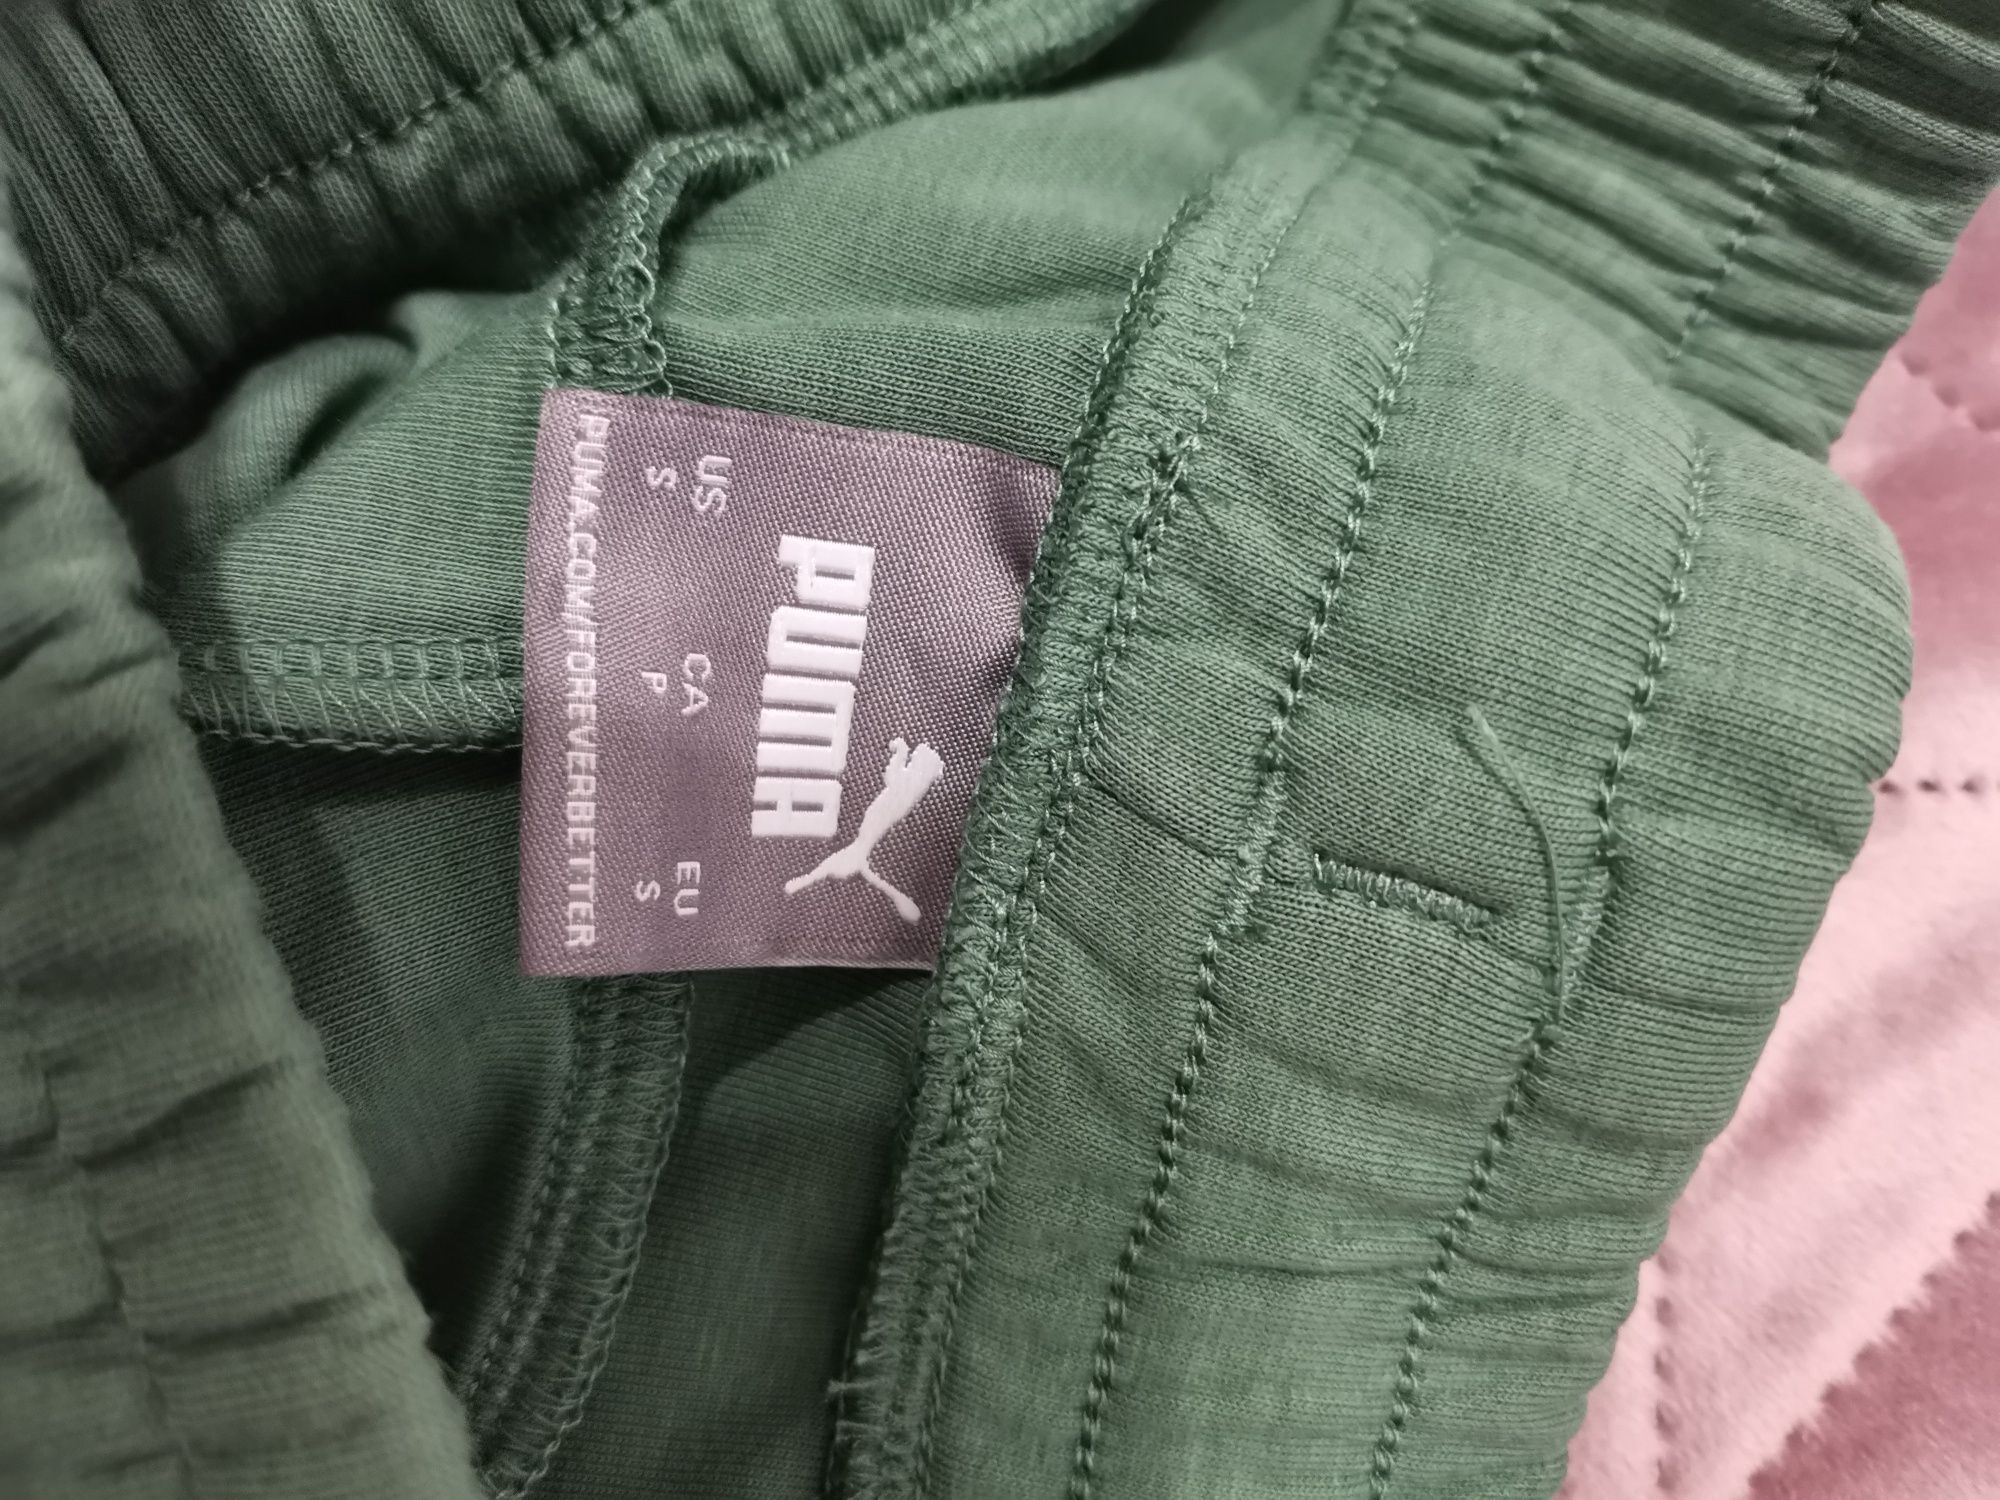 PUMA
US CA EU
S P S
PUMA.COM/FOREVERBETTER